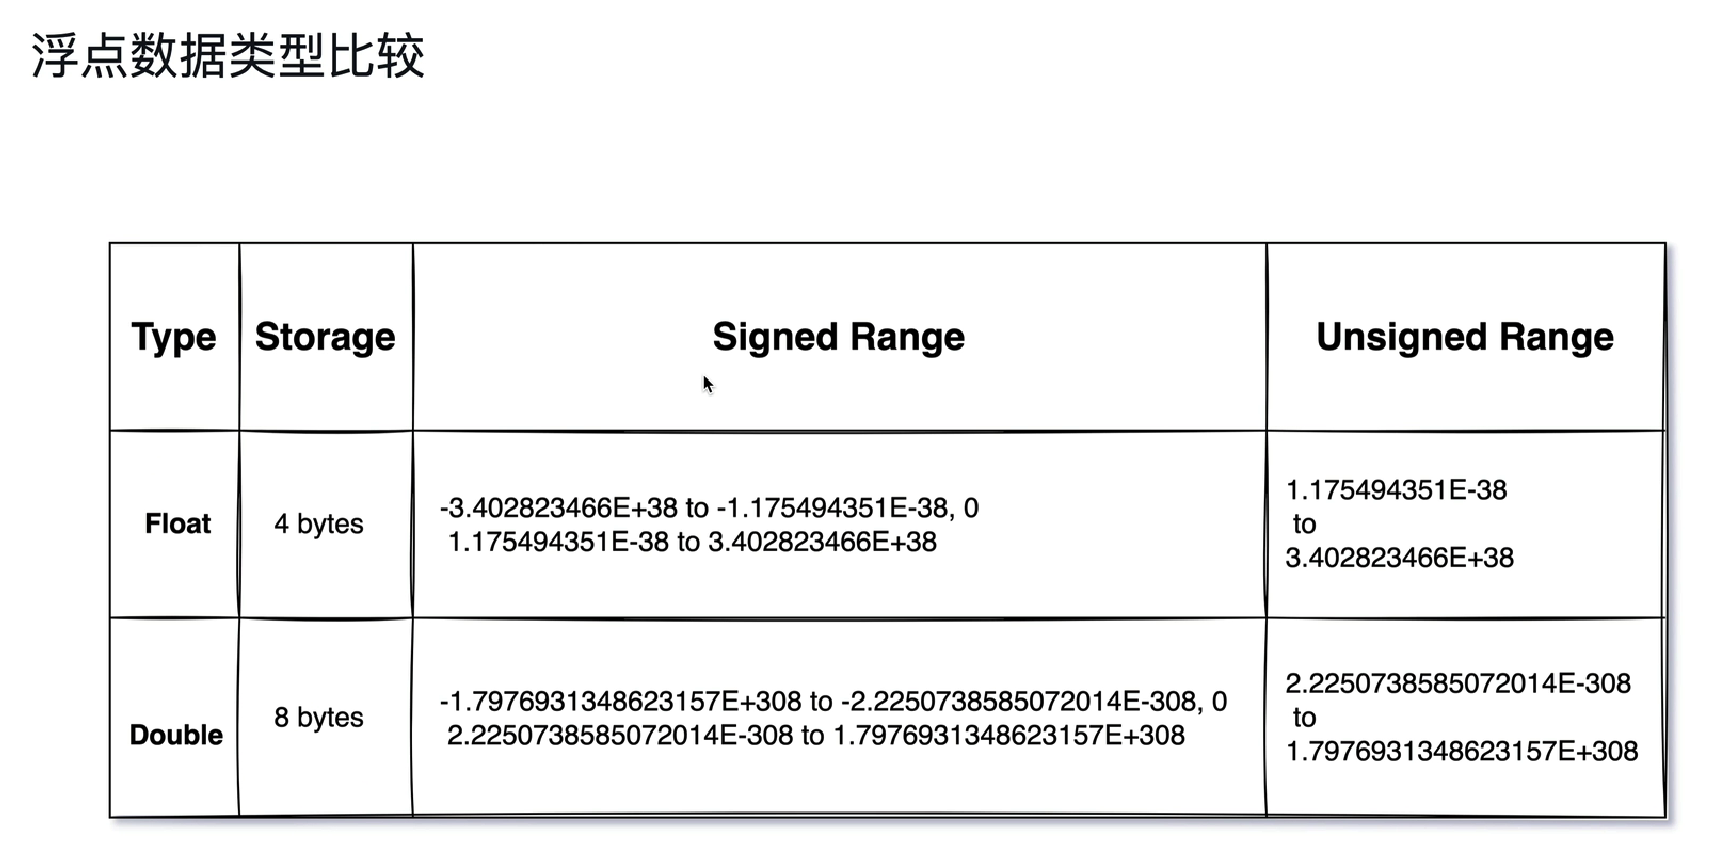 浮点数据类型比较
Type Storage Signed Range Unsigned Range
Float 4 bytes
-3.402823466E+38 to -1.175494351E-38, 0
1.175494351E-38 to 3.402823466E+38
1.175494351E-38
to
3.402823466E+38
Double 8 bytes
-1.7976931348623157E+308 to -2.2250738585072014E-308, 0
2.2250738585072014E-308 to 1.7976931348623157E+308
2.2250738585072014E-308
to
1.7976931348623157E+308